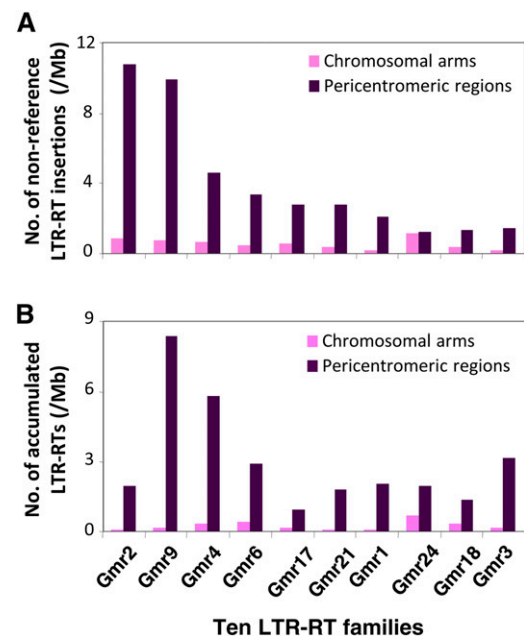 A
No. of non-reference
LTR-RT insertions (/Mb)
12
8
4
0
Chromosomal arms
Pericentromeric regions
B
No. of accumulated
LTR-RTs (/Mb)
9
6
3
0
Chromosomal arms
Pericentromeric regions
Gmr2
Gmr9
Gmr4
Gmr6
Gmr17
Gmr21
Gmr1
Gmr24
Gmr18
Gmr3
Ten LTR-RT families